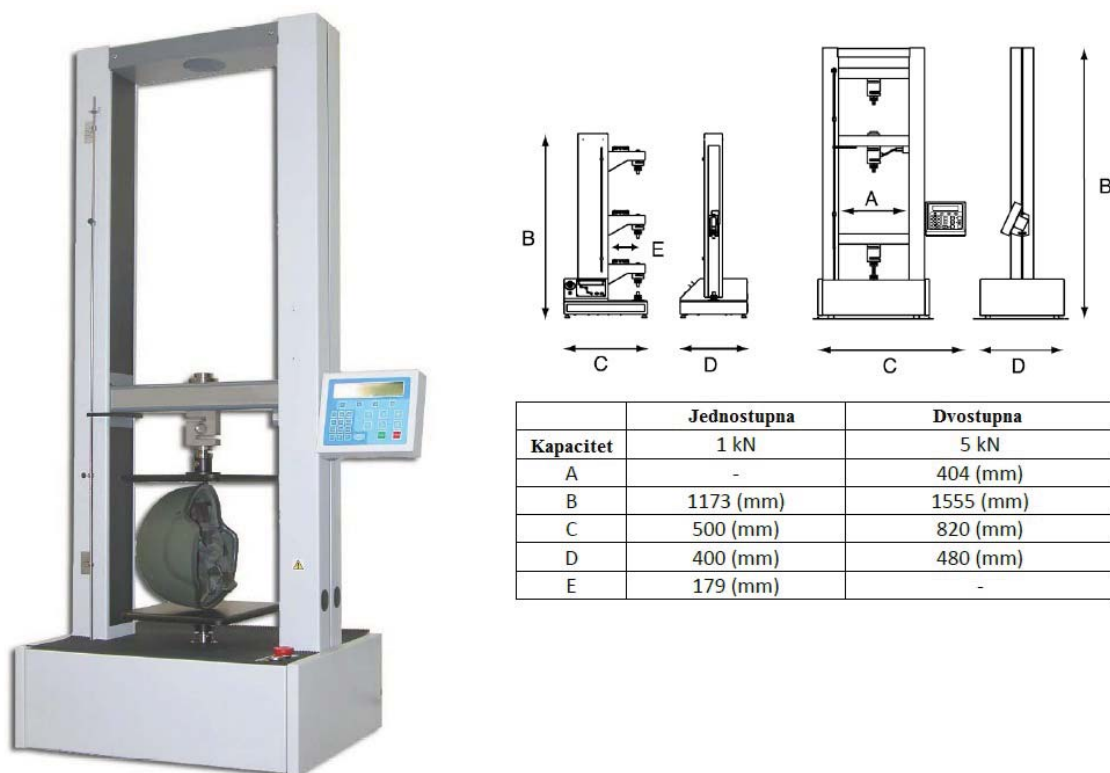 B
E
C
D
A
B
C
D
Jednostupna Dvostupna
Kapacitet 1 kN 5 kN
A - 404 (mm)
B 1173 (mm) 1555 (mm)
C 500 (mm) 820 (mm)
D 400 (mm) 480 (mm)
E 179 (mm) -